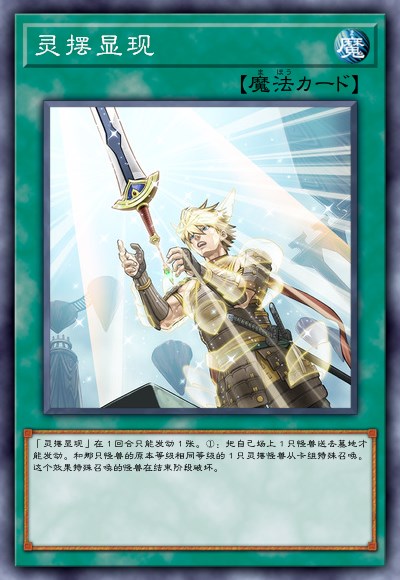 灵摆显现
魔
【魔法カード】
ま ほう
「灵摆显现」在1回合只能发动1张。①：把自己场上1只怪兽送去墓地才
能发动。和那只怪兽的原本等级相同等级的1只灵摆怪兽从卡组特殊召唤。
这个效果特殊召唤的怪兽在结束阶段破坏。